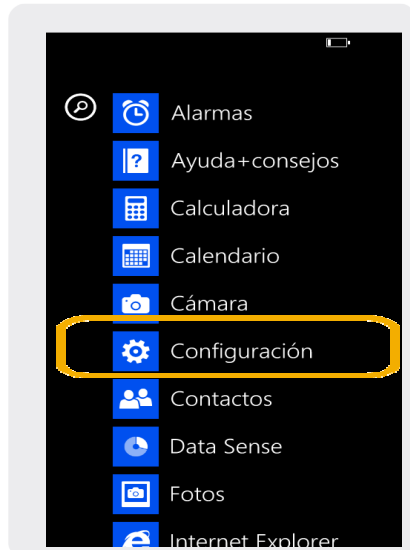 Alarmas
Ayuda+consejos
Calculadora
Calendario
Cámara
Configuración
Contactos
Data Sense
Fotos
Internet Explorer